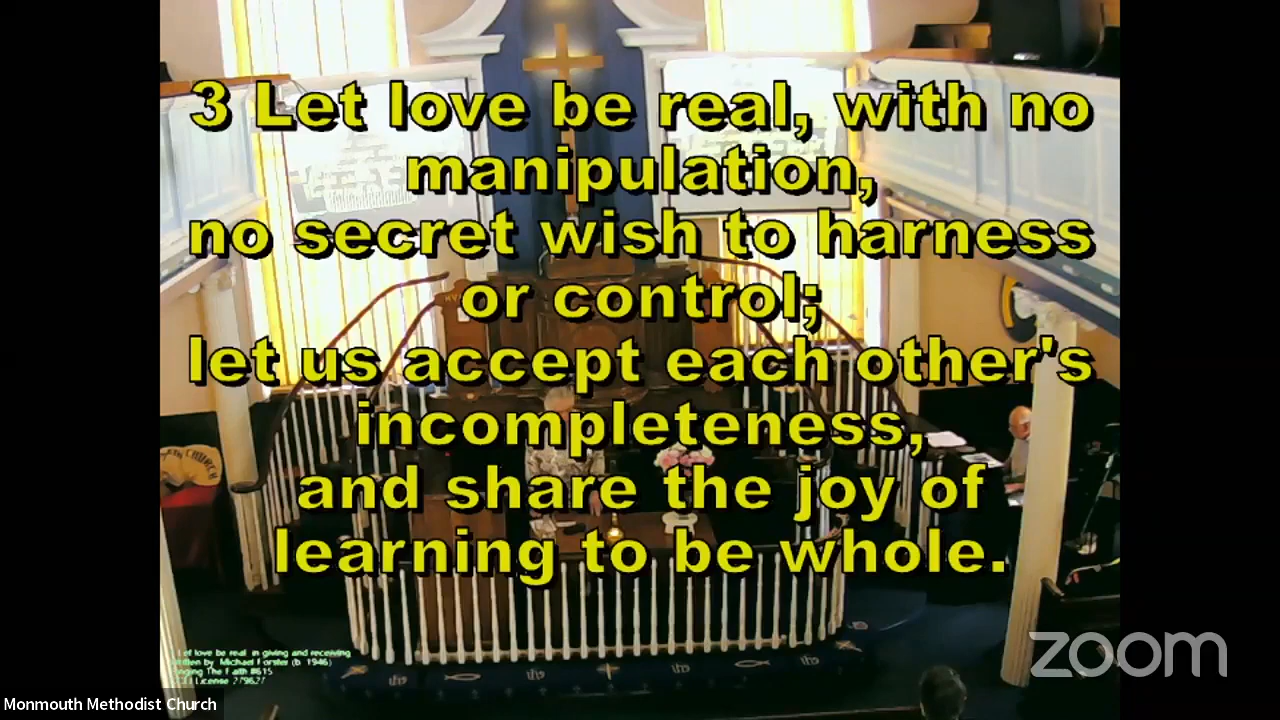 3 Let love be real, with no
manipulation,
no secret wish to harness
or control;
let us accept each other's
incompleteness,
and share the joy of
learning to be whole.
CHURCH
let love be real in giving and receiving
written by Michael Forster (b 1946)
Singing The Faith #615
zoom
Monmouth Methodist Church